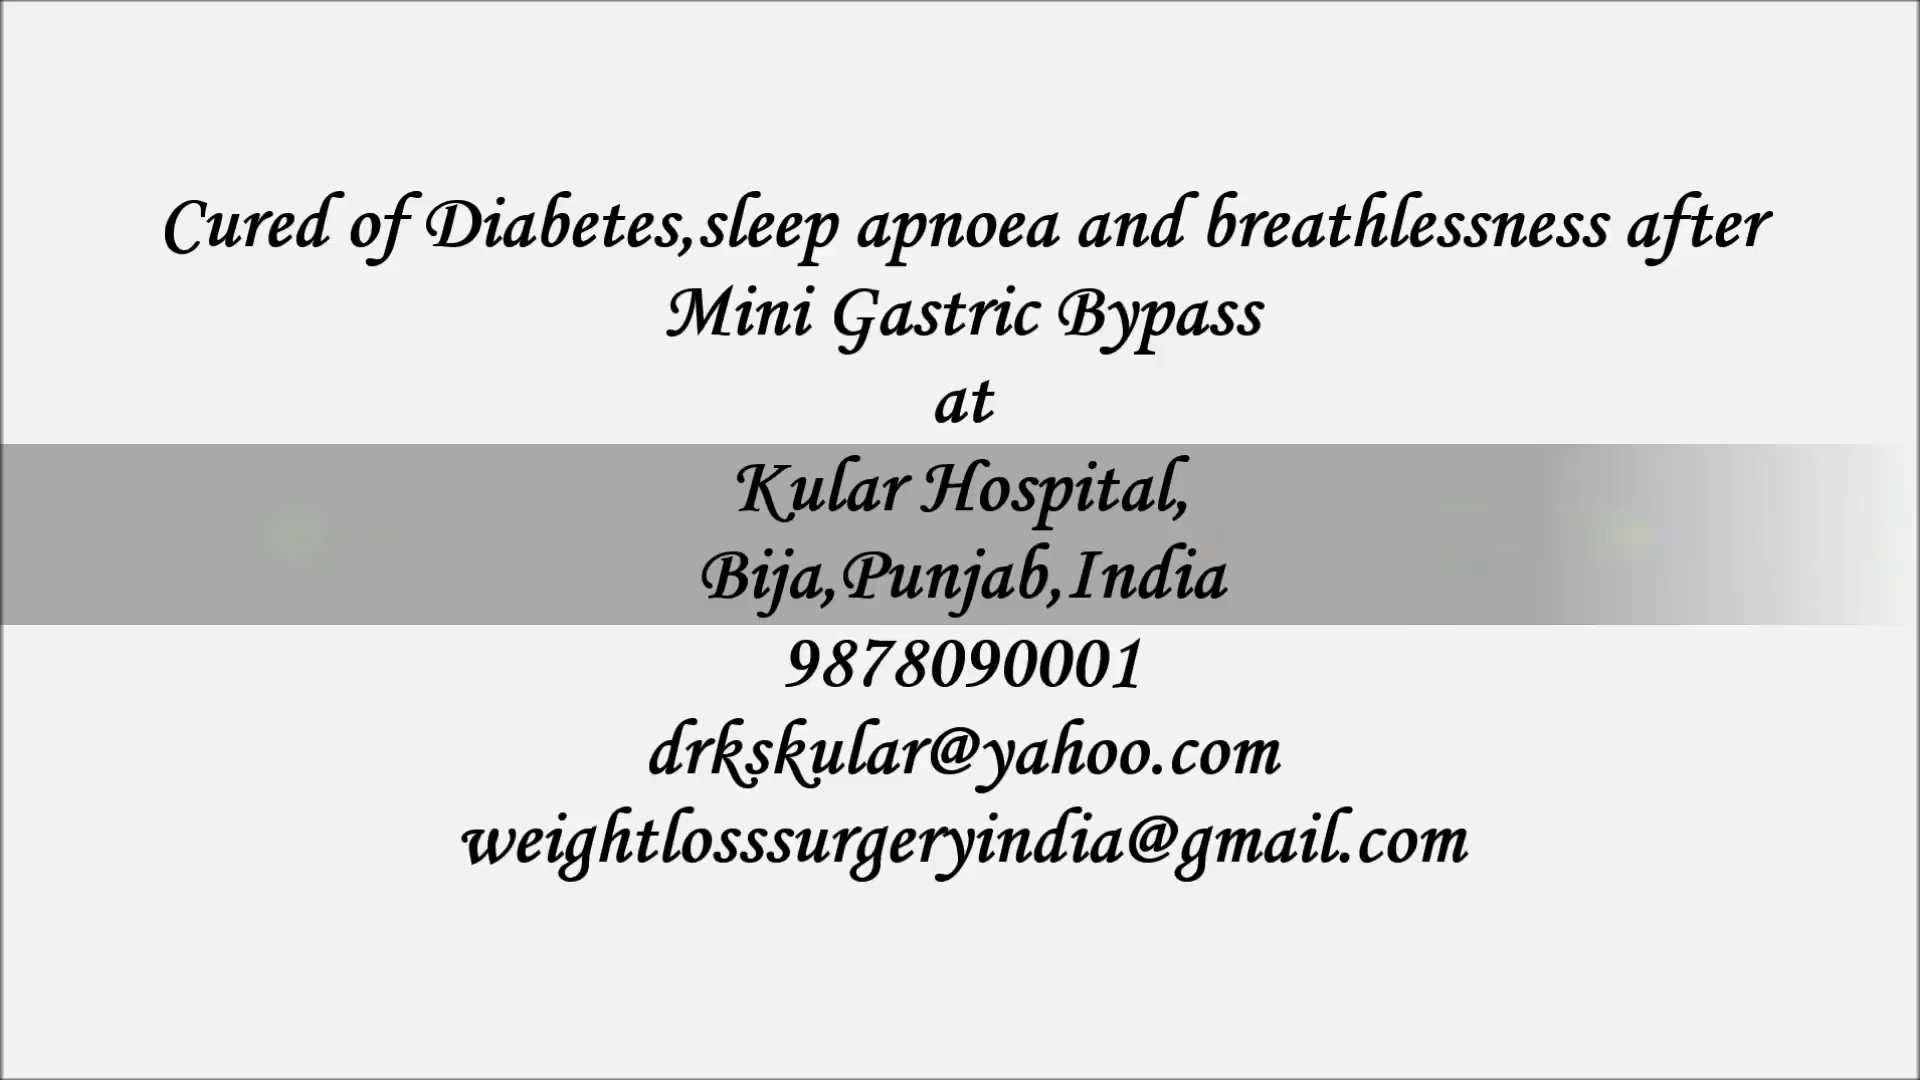 Cured of Diabetes,sleep apnoea and breathlessness after
Mini Gastric Bypass
at
Kular Hospital,
Bija,Punjab,India
9878090001
drkskular@yahoo.com
weightlosssurgeryindia@gmail.com